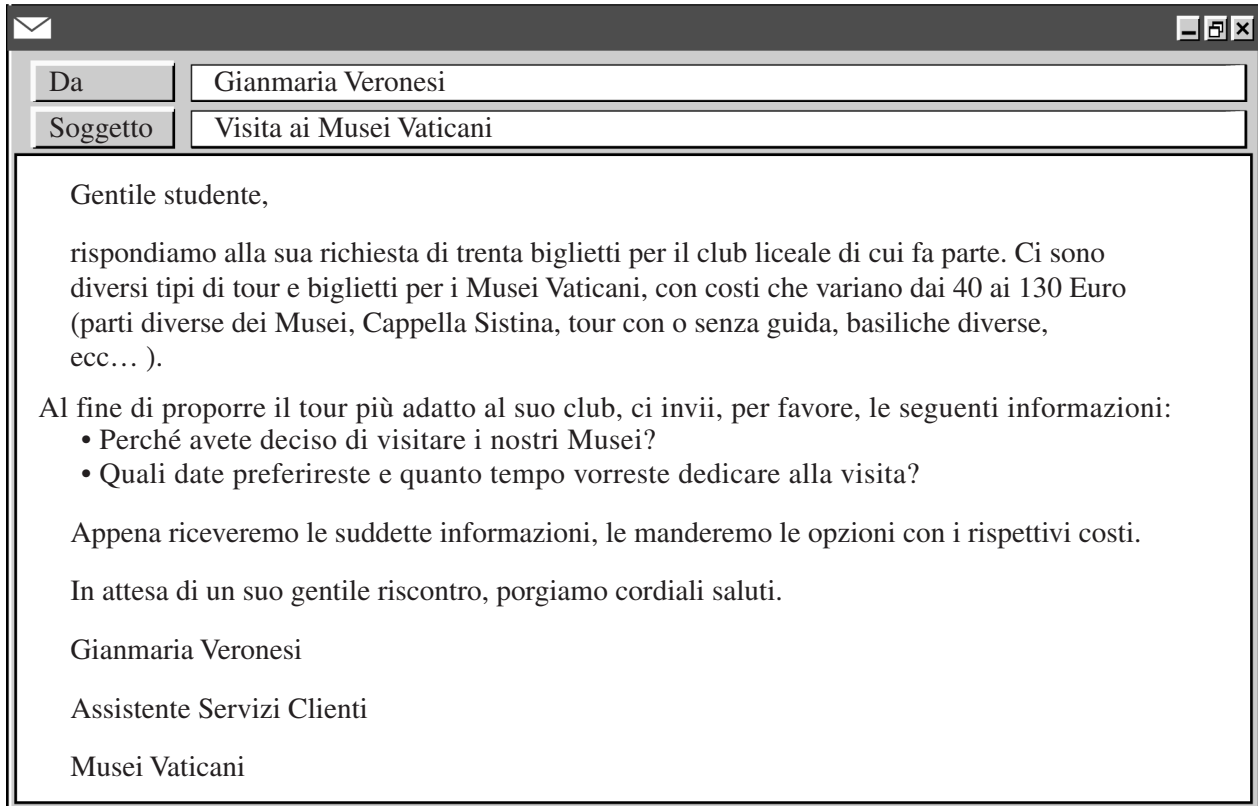 Da
Gianmaria Veronesi
Soggetto
Visita ai Musei Vaticani
Gentile studente,
rispondiamo alla sua richiesta di trenta biglietti per il club liceale di cui fa parte. Ci sono
diversi tipi di tour e biglietti per i Musei Vaticani, con costi che variano dai 40 ai 130 Euro
(parti diverse dei Musei, Cappella Sistina, tour con o senza guida, basiliche diverse,
ecc… ).
Al fine di proporre il tour più adatto al suo club, ci invii, per favore, le seguenti informazioni:
• Perché avete deciso di visitare i nostri Musei?
• Quali date preferireste e quanto tempo vorreste dedicare alla visita?
Appena riceveremo le suddette informazioni, le manderemo le opzioni con i rispettivi costi.
In attesa di un suo gentile riscontro, porgiamo cordiali saluti.
Gianmaria Veronesi
Assistente Servizi Clienti
Musei Vaticani